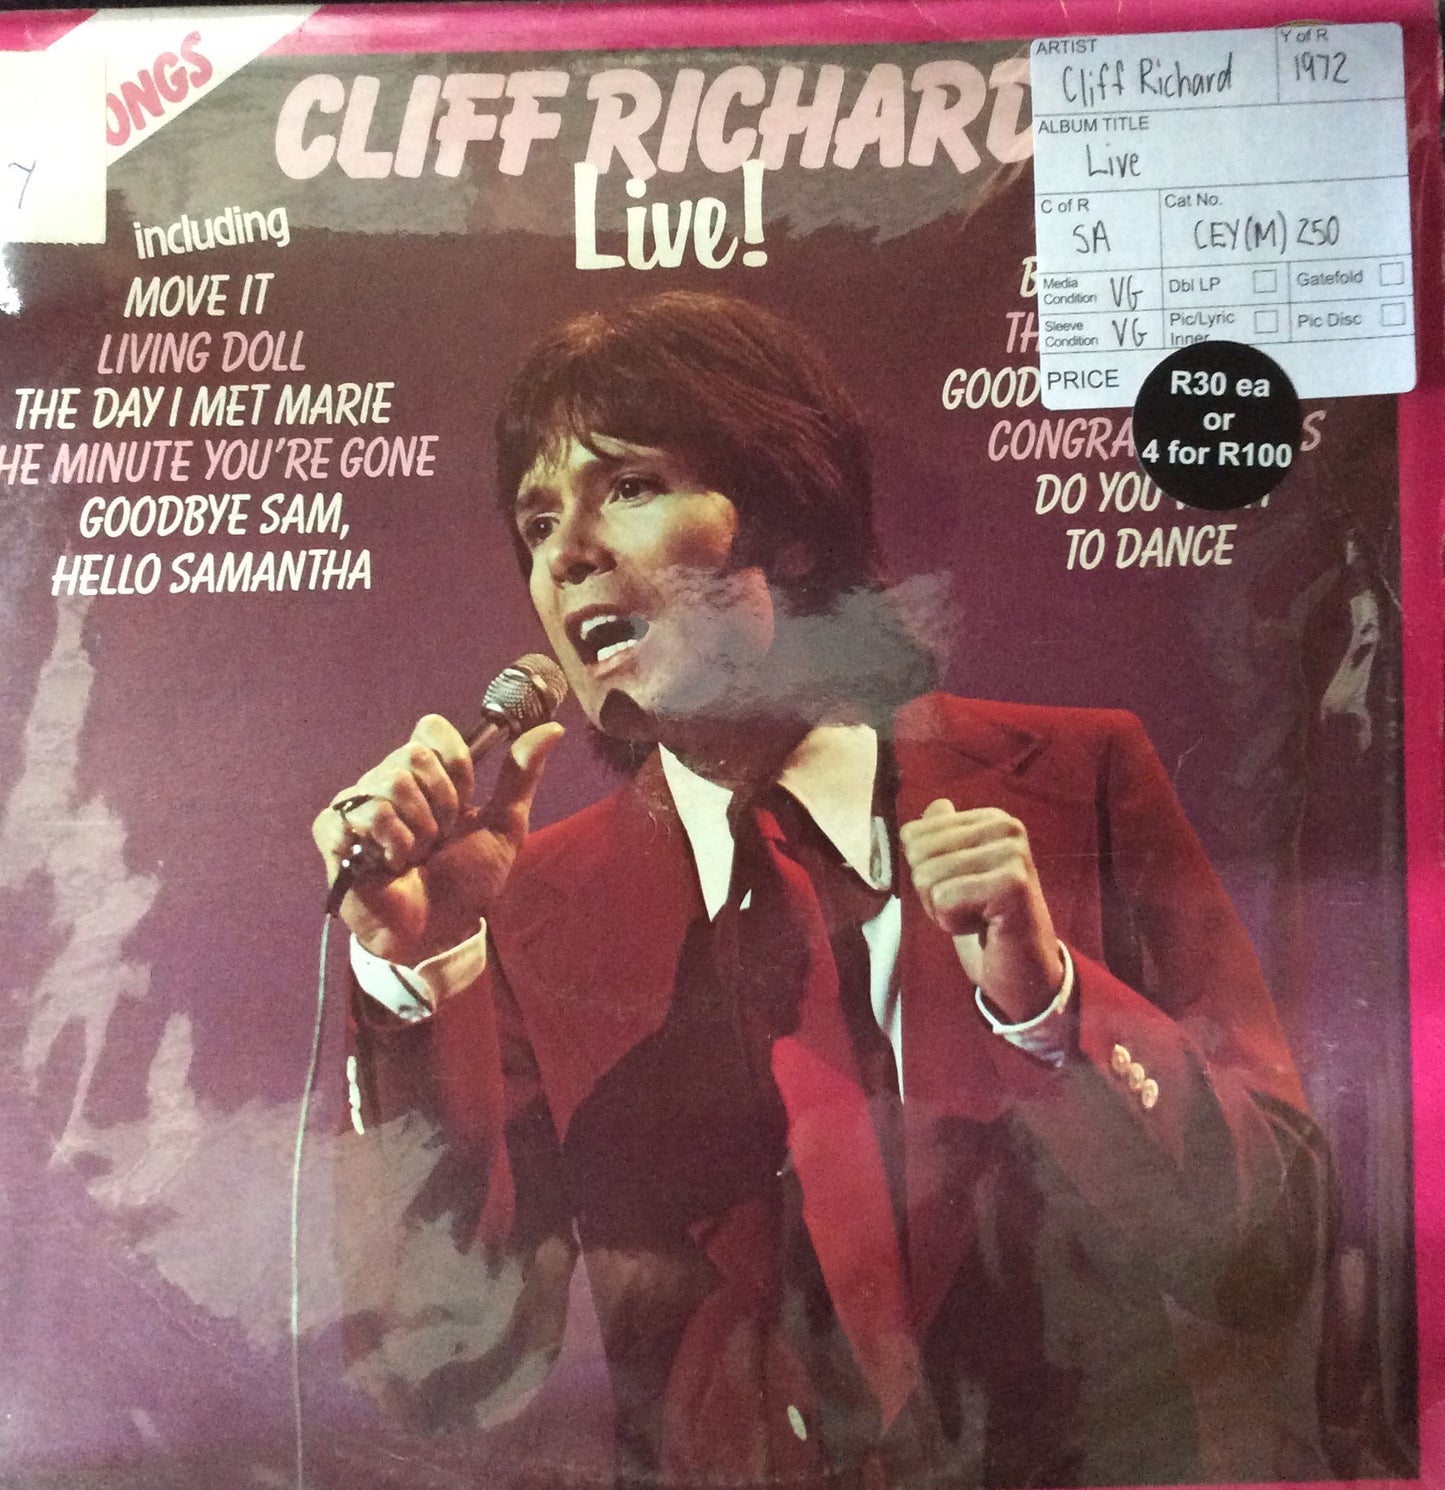 ONGS
Y
CLIFF RICHARD
Live!
including
MOVE IT
LIVING DOLL
THE DAY I MET MARIE
HE MINUTE YOU'RE GONE
GOODBYE SAM,
HELLO SAMANTHA
B
TH
GOOD
CONGRA S
DO YOU
TO DANCE
ARTIST Cliff Richard
Y of R 1972
ALBUM TITLE
Live
C of R SA
Cat No. CEY(M) 250
Media Condition VG
Dbl LP
Gatefold
Sleeve Condition VG
Pic/Lyric Inner
Pic Disc
PRICE
R30 ea
or
4 for R100